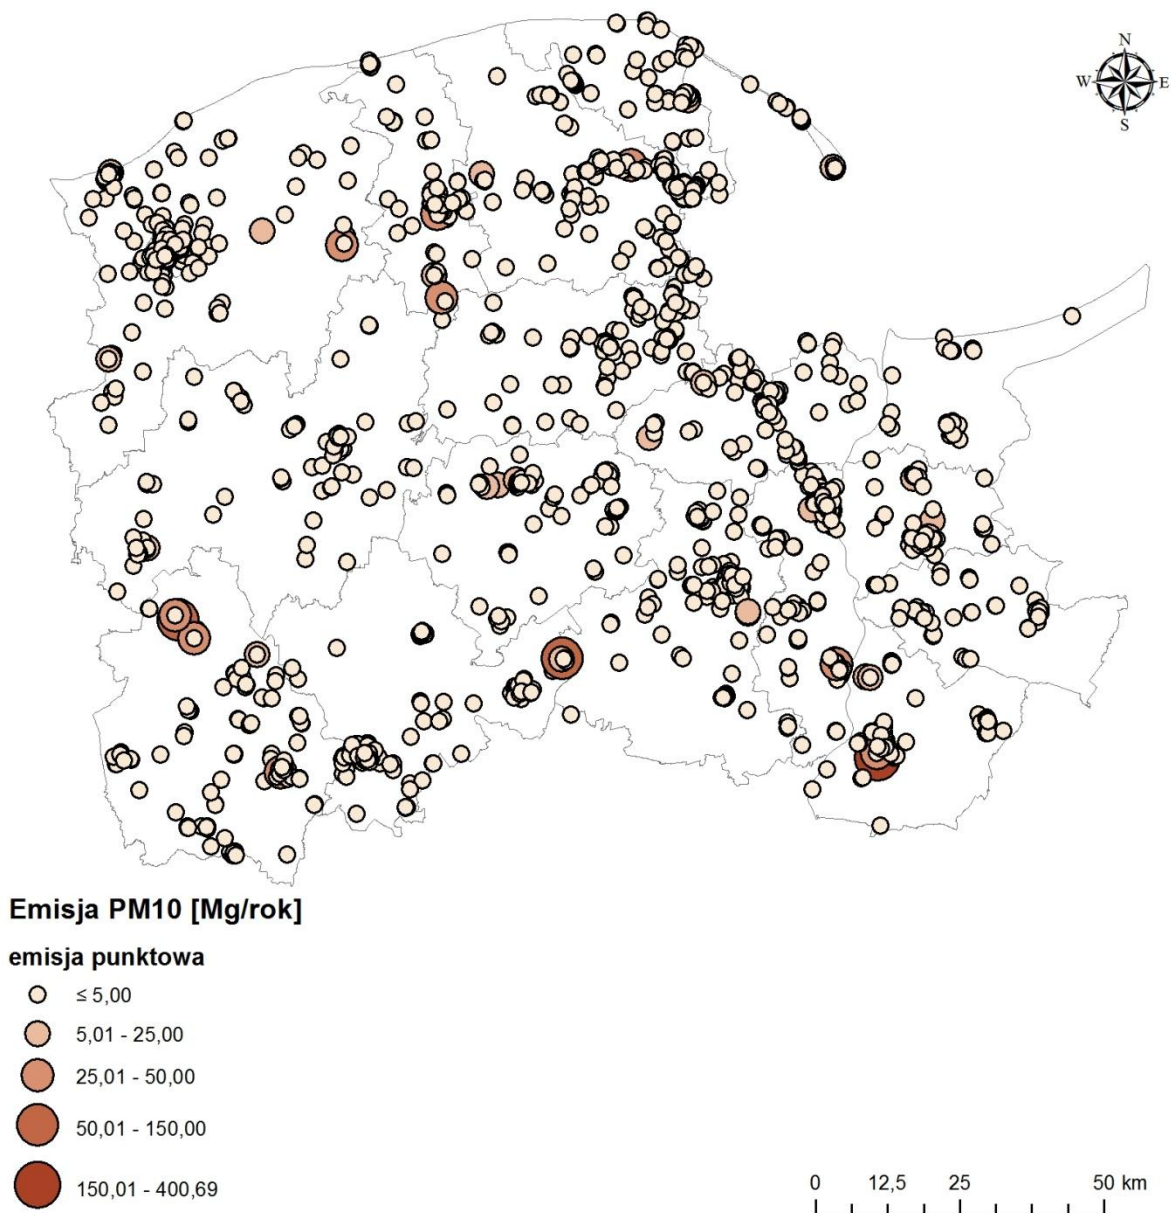 N
W E
S
Emisja PM10 [Mg/rok]
emisja punktowa
≤ 5,00
5,01 - 25,00
25,01 - 50,00
50,01 - 150,00
150,01 - 400,69
0 12,5 25 50 km